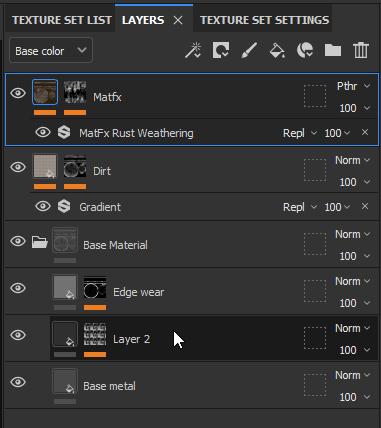 TEXTURE SET LIST LAYERS × TEXTURE SET SETTINGS
Base color
Matfx Pthr
100
MatFx Rust Weathering Repl 100 ×
Dirt Norm
100
Gradient Repl 100 ×
Base Material Norm
100
Edge wear Norm
100
Layer 2 Norm
100
Base metal Norm
100